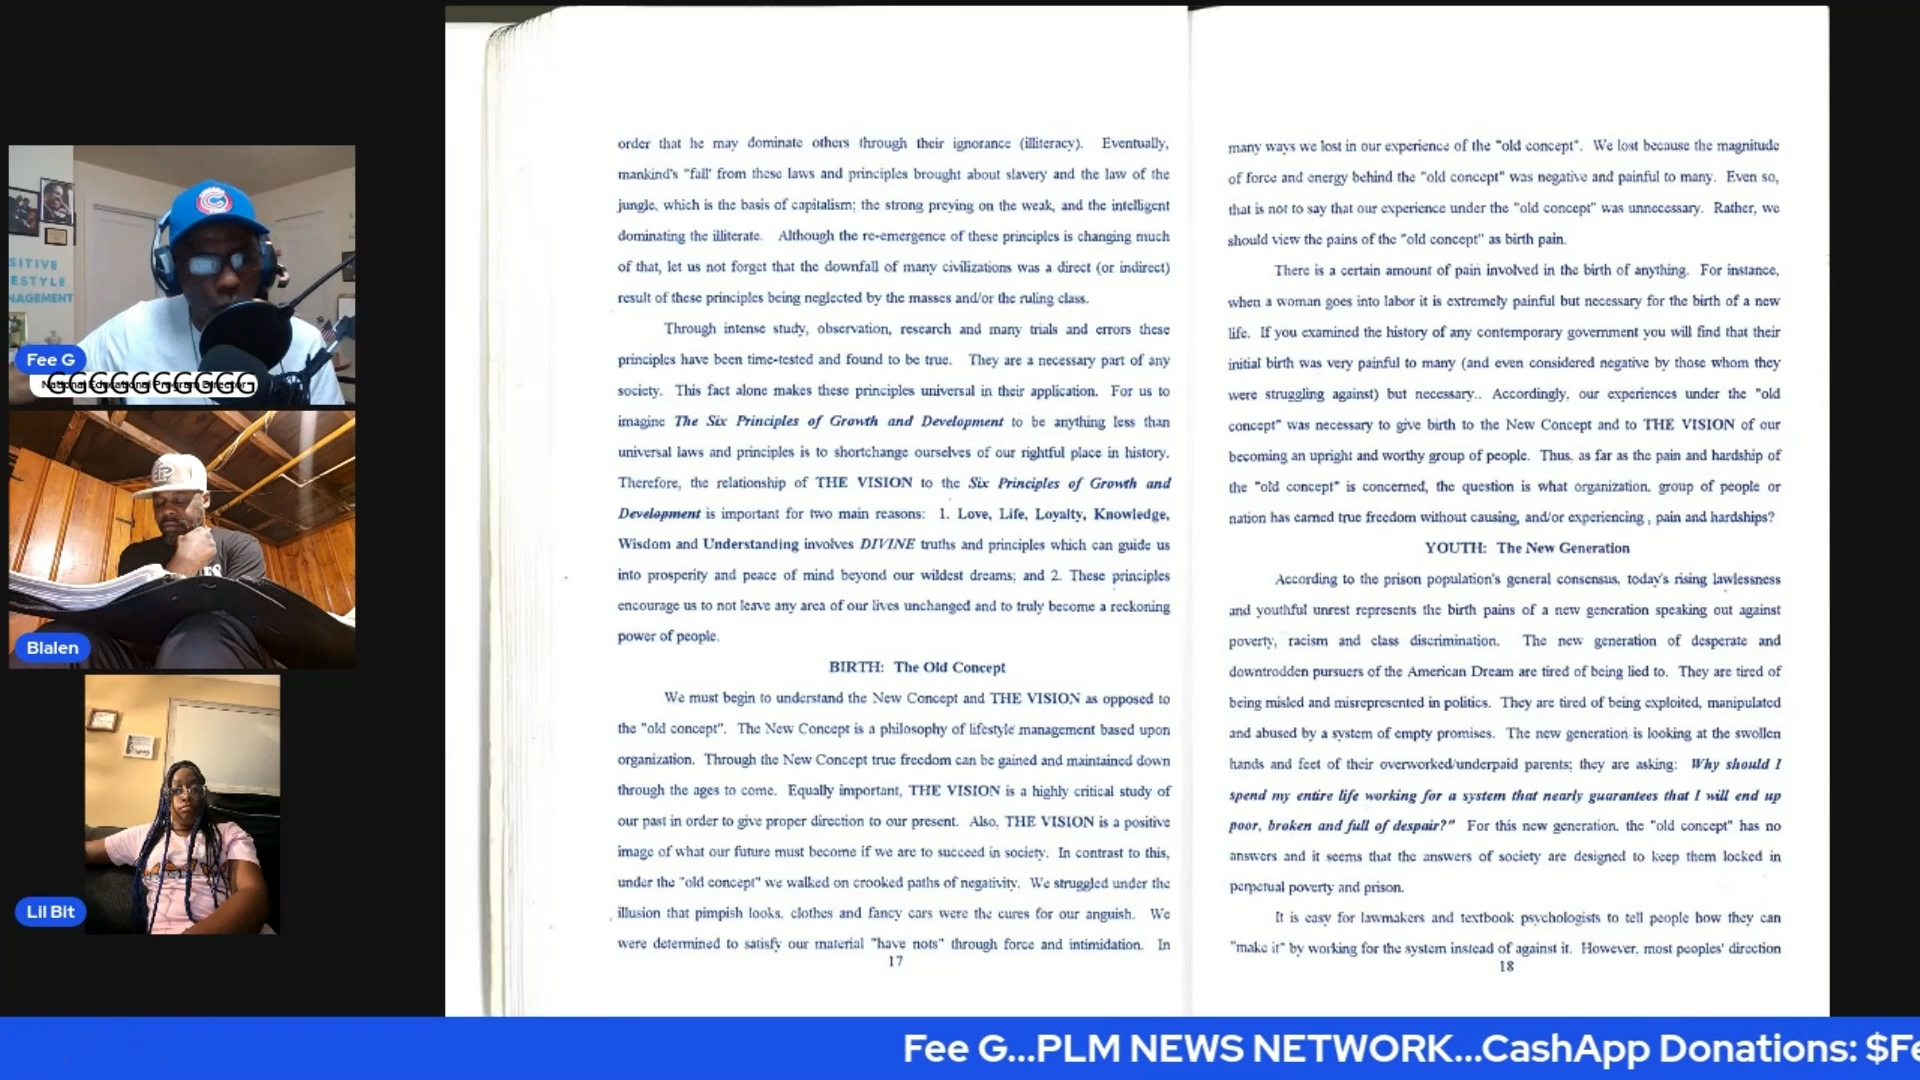 SITIVE
ESTYLE
NAGEMENT
Fee G
National Educational Program Director
GGGGGGGGGG
Blalen
Lil Bit
order that he may dominate others through their ignorance (illiteracy). Eventually,
mankind's "fall' from these laws and principles brought about slavery and the law of the
jungle, which is the basis of capitalism; the strong preying on the weak, and the intelligent
dominating the illiterate. Although the re-emergence of these principles is changing much
of that, let us not forget that the downfall of many civilizations was a direct (or indirect)
result of these principles being neglected by the masses and/or the ruling class.
Through intense study, observation, research and many trials and errors these
principles have been time-tested and found to be true. They are a necessary part of any
society. This fact alone makes these principles universal in their application. For us to
imagine The Six Principles of Growth and Development to be anything less than
universal laws and principles is to shortchange ourselves of our rightful place in history.
Therefore, the relationship of THE VISION to the Six Principles of Growth and
Development is important for two main reasons: 1. Love, Life, Loyalty, Knowledge,
Wisdom and Understanding involves DIVINE truths and principles which can guide us
into prosperity and peace of mind beyond our wildest dreams; and 2. These principles
encourage us to not leave any area of our lives unchanged and to truly become a reckoning
power of people.
BIRTH: The Old Concept
We must begin to understand the New Concept and THE VISION as opposed to
the "old concept". The New Concept is a philosophy of lifestyle management based upon
organization. Through the New Concept true freedom can be gained and maintained down
through the ages to come. Equally important, THE VISION is a highly critical study of
our past in order to give proper direction to our present. Also, THE VISION is a positive
image of what our future must become if we are to succeed in society. In contrast to this,
under the "old concept" we walked on crooked paths of negativity. We struggled under the
illusion that pimpish looks, clothes and fancy cars were the cures for our anguish. We
were determined to satisfy our material "have nots" through force and intimidation. In
17
many ways we lost in our experience of the "old concept". We lost because the magnitude
of force and energy behind the "old concept" was negative and painful to many. Even so,
that is not to say that our experience under the "old concept" was unnecessary. Rather, we
should view the pains of the "old concept" as birth pain.
There is a certain amount of pain involved in the birth of anything. For instance,
when a woman goes into labor it is extremely painful but necessary for the birth of a new
life. If you examined the history of any contemporary government you will find that their
initial birth was very painful to many (and even considered negative by those whom they
were struggling against) but necessary.. Accordingly, our experiences under the "old
concept" was necessary to give birth to the New Concept and to THE VISION of our
becoming an upright and worthy group of people. Thus, as far as the pain and hardship of
the "old concept" is concerned, the question is what organization, group of people or
nation has earned true freedom without causing, and/or experiencing , pain and hardships?
YOUTH: The New Generation
According to the prison population's general consensus, today's rising lawlessness
and youthful unrest represents the birth pains of a new generation speaking out against
poverty, racism and class discrimination. The new generation of desperate and
downtrodden pursuers of the American Dream are tired of being lied to. They are tired of
being misled and misrepresented in politics. They are tired of being exploited, manipulated
and abused by a system of empty promises. The new generation is looking at the swollen
hands and feet of their overworked/underpaid parents; they are asking: Why should I
spend my entire life working for a system that nearly guarantees that I will end up
poor, broken and full of despair?" For this new generation, the "old concept" has no
answers and it seems that the answers of society are designed to keep them locked in
perpetual poverty and prison.
It is easy for lawmakers and textbook psychologists to tell people how they can
"make it" by working for the system instead of against it. However, most peoples' direction
18
Fee G...PLM NEWS NETWORK...CashApp Donations: $Fe